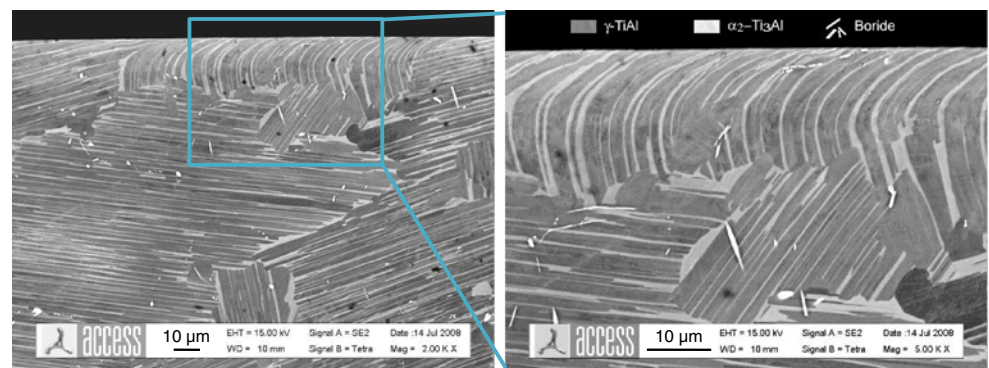 γ-TiAl
α₂–Ti₃Al
Boride
access
10 µm
EHT = 15.00 kV
Signal A = SE2
Date :14 Jul 2008
WD = 10 mm
Signal B = Tetra
Mag = 2.00 K X
access
10 µm
EHT = 15.00 kV
Signal A = SE2
Date :14 Jul 2008
WD = 10 mm
Signal B = Tetra
Mag = 5.00 K X